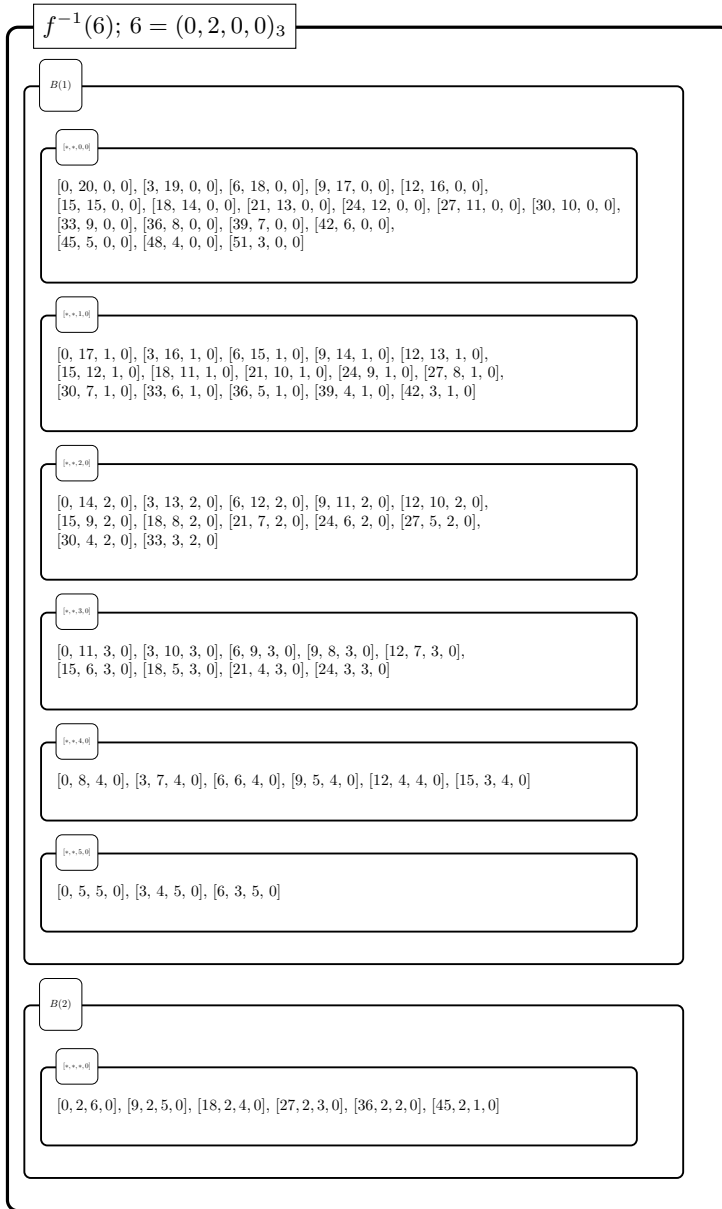 f⁻¹(6); 6 = (0, 2, 0, 0)₃
B(1)
[∗, ∗, 0, 0]
[0, 20, 0, 0], [3, 19, 0, 0], [6, 18, 0, 0], [9, 17, 0, 0], [12, 16, 0, 0],
[15, 15, 0, 0], [18, 14, 0, 0], [21, 13, 0, 0], [24, 12, 0, 0], [27, 11, 0, 0], [30, 10, 0, 0],
[33, 9, 0, 0], [36, 8, 0, 0], [39, 7, 0, 0], [42, 6, 0, 0],
[45, 5, 0, 0], [48, 4, 0, 0], [51, 3, 0, 0]
[∗, ∗, 1, 0]
[0, 17, 1, 0], [3, 16, 1, 0], [6, 15, 1, 0], [9, 14, 1, 0], [12, 13, 1, 0],
[15, 12, 1, 0], [18, 11, 1, 0], [21, 10, 1, 0], [24, 9, 1, 0], [27, 8, 1, 0],
[30, 7, 1, 0], [33, 6, 1, 0], [36, 5, 1, 0], [39, 4, 1, 0], [42, 3, 1, 0]
[∗, ∗, 2, 0]
[0, 14, 2, 0], [3, 13, 2, 0], [6, 12, 2, 0], [9, 11, 2, 0], [12, 10, 2, 0],
[15, 9, 2, 0], [18, 8, 2, 0], [21, 7, 2, 0], [24, 6, 2, 0], [27, 5, 2, 0],
[30, 4, 2, 0], [33, 3, 2, 0]
[∗, ∗, 3, 0]
[0, 11, 3, 0], [3, 10, 3, 0], [6, 9, 3, 0], [9, 8, 3, 0], [12, 7, 3, 0],
[15, 6, 3, 0], [18, 5, 3, 0], [21, 4, 3, 0], [24, 3, 3, 0]
[∗, ∗, 4, 0]
[0, 8, 4, 0], [3, 7, 4, 0], [6, 6, 4, 0], [9, 5, 4, 0], [12, 4, 4, 0], [15, 3, 4, 0]
[∗, ∗, 5, 0]
[0, 5, 5, 0], [3, 4, 5, 0], [6, 3, 5, 0]
B(2)
[∗, ∗, ∗, 0]
[0, 2, 6, 0], [9, 2, 5, 0], [18, 2, 4, 0], [27, 2, 3, 0], [36, 2, 2, 0], [45, 2, 1, 0]